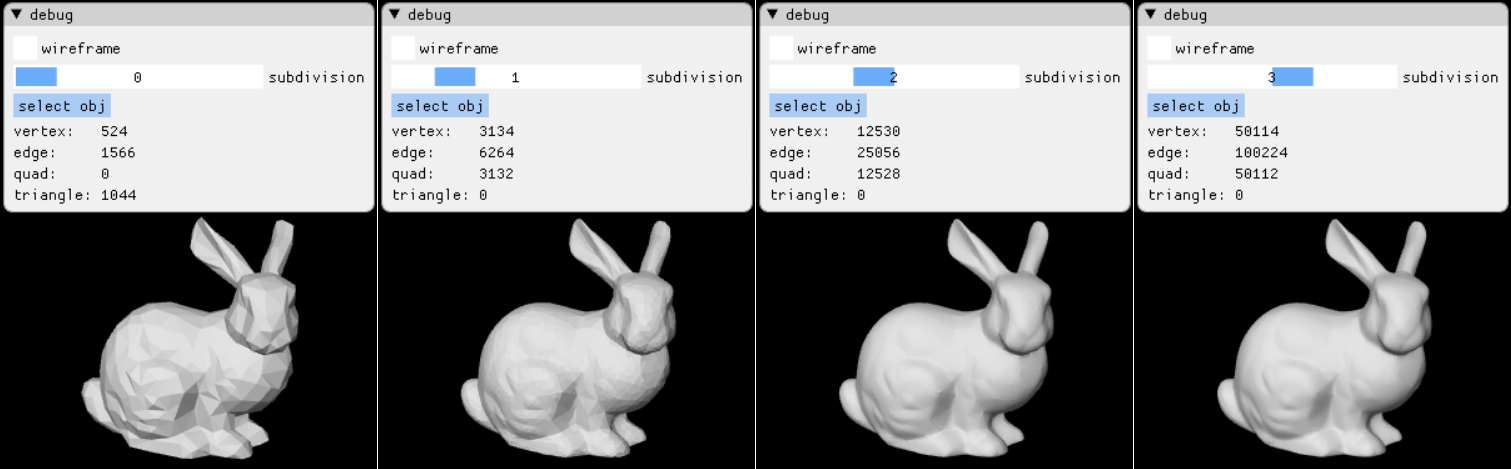 debug
wireframe
0 subdivision
select obj
vertex: 524
edge: 1566
quad: 0
triangle: 1044
debug
wireframe
1 subdivision
select obj
vertex: 3134
edge: 6264
quad: 3132
triangle: 0
debug
wireframe
2 subdivision
select obj
vertex: 12530
edge: 25056
quad: 12528
triangle: 0
debug
wireframe
3 subdivision
select obj
vertex: 50114
edge: 100224
quad: 50112
triangle: 0